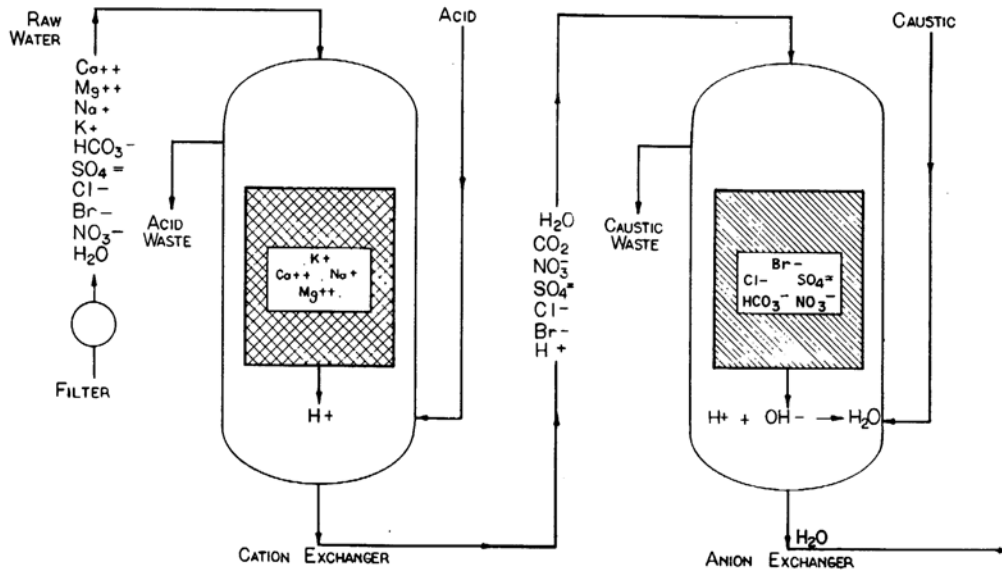 RAW
WATER
Ca++
Mg++
Na+
K+
HCO₃−
SO₄=
Cl−
Br−
NO₃−
H₂O
FILTER
ACID
WASTE
ACID
K+
Ca++ Na+
Mg++
H+
CATION EXCHANGER
H₂O
CO₂
NO₃−
SO₄=
Cl−
Br−
H+
CAUSTIC
WASTE
CAUSTIC
Br−
Cl− SO₄=
HCO₃− NO₃−
H+ + OH− → H₂O
H₂O
ANION EXCHANGER